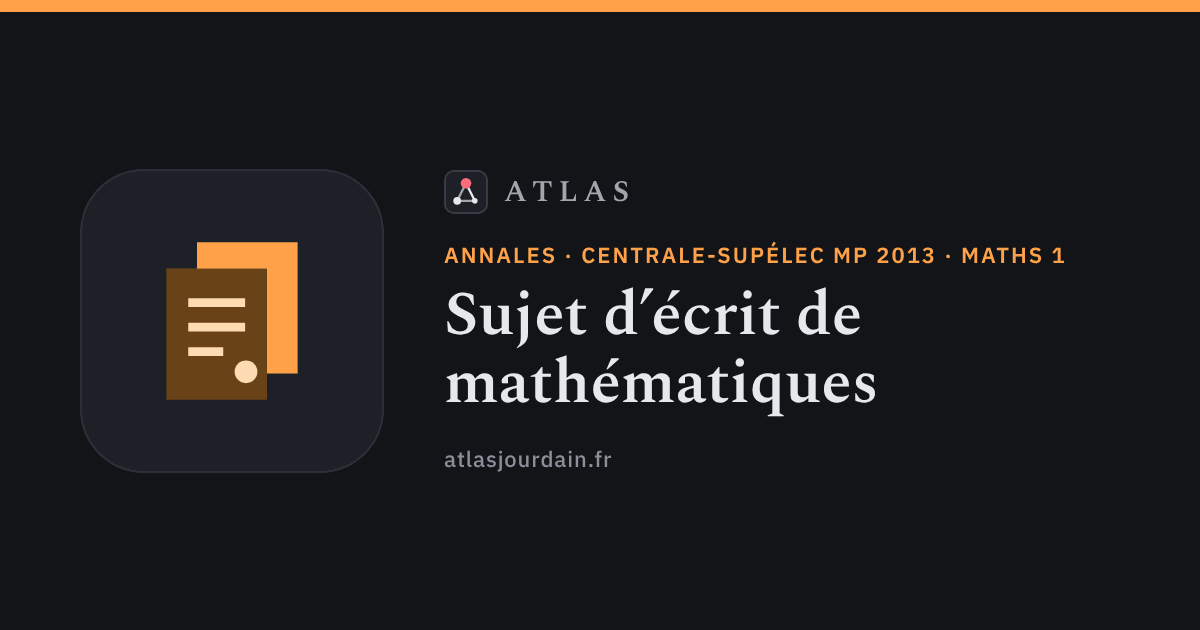 ATLAS
ANNALES · CENTRALE-SUPÉLEC MP 2013 · MATHS 1
Sujet d’écrit de
mathématiques
atlasjourdain.fr